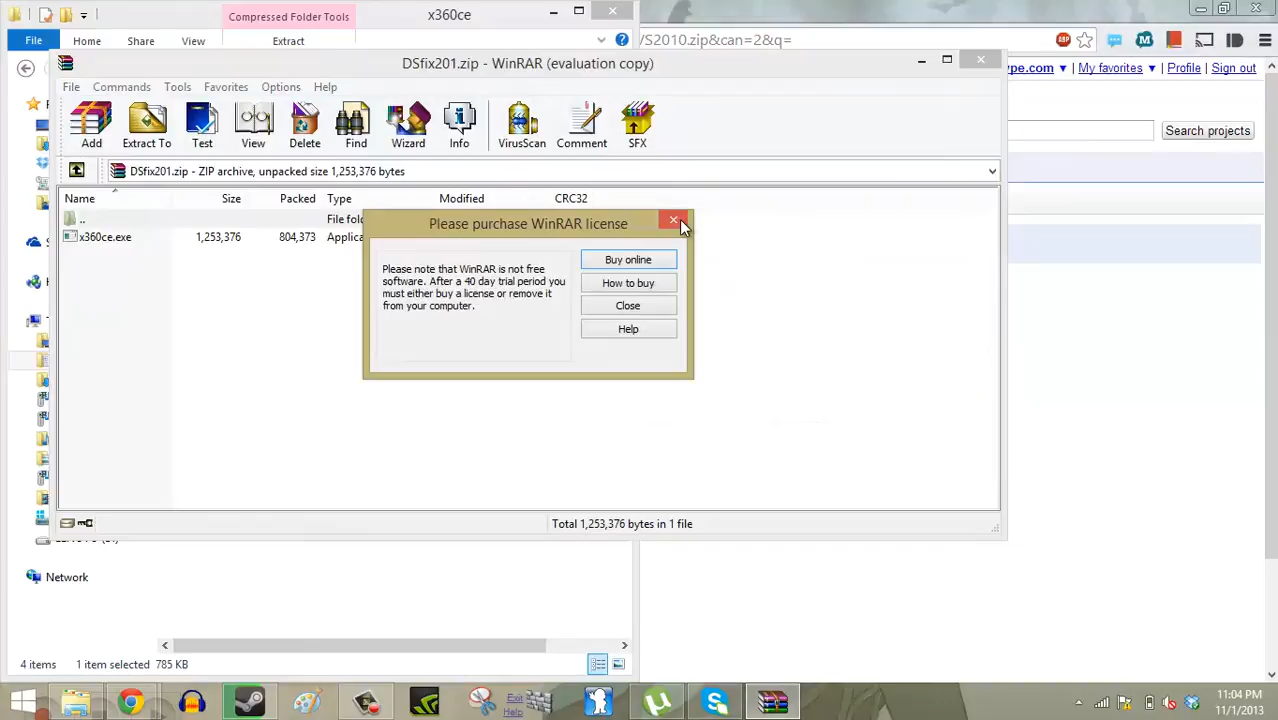 Compressed Folder Tools
x360ce
File
Home
Share
View
Extract
/S2010.zip&can=2&q=
DSfix201.zip - WinRAR (evaluation copy)
ype.com
My favorites
Profile
Sign out
File
Commands
Tools
Favorites
Options
Help
Add
Extract To
Test
View
Delete
Find
Wizard
Info
VirusScan
Comment
SFX
Search projects
DSfix201.zip - ZIP archive, unpacked size 1,253,376 bytes
Name
Size
Packed
Type
Modified
CRC32
..
File fol
x360ce.exe
1,253,376
804,373
Applica
Please purchase WinRAR license
Please note that WinRAR is not free
software. After a 40 day trial period you
must either buy a license or remove it
from your computer.
Buy online
How to buy
Close
Help
Total 1,253,376 bytes in 1 file
Network
4 items
1 item selected 785 KB
Exit
Help
11:04 PM
11/1/2013